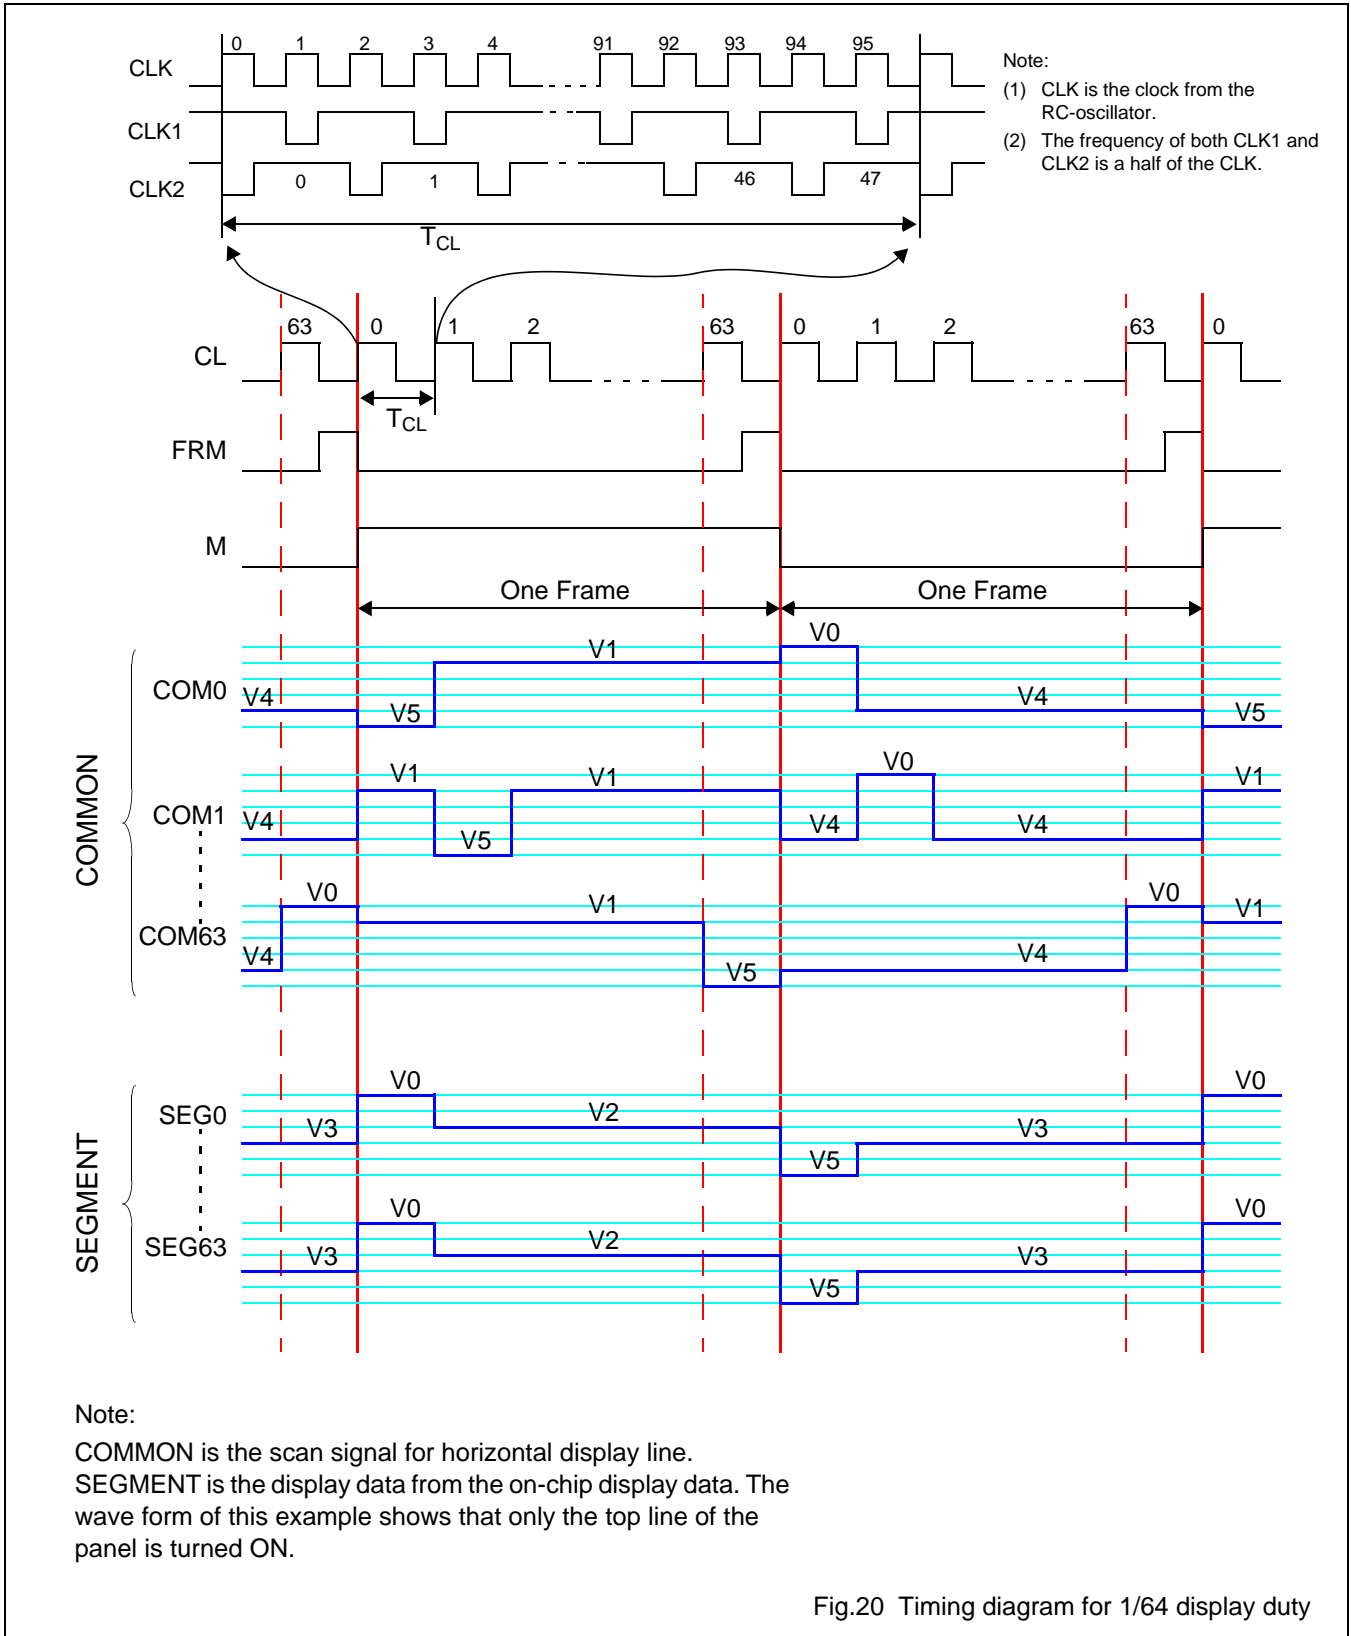 0 1 2 3 4 91 92 93 94 95
CLK
CLK1
CLK2
0 1 46 47
TCL
Note:
(1) CLK is the clock from the
RC-oscillator.
(2) The frequency of both CLK1 and
CLK2 is a half of the CLK.
63 0 1 2 63 0 1 2 63 0
CL
TCL
FRM
M
One Frame One Frame
COMMON
COM0
V4 V5 V1 V0 V4 V5
COM1
V4 V1 V5 V1 V4 V0 V4 V1
COM63
V4 V0 V1 V5 V4 V0 V1
SEGMENT
SEG0
V3 V0 V2 V5 V3 V0
SEG63
V3 V0 V2 V5 V3 V0
Note:
COMMON is the scan signal for horizontal display line.
SEGMENT is the display data from the on-chip display data. The
wave form of this example shows that only the top line of the
panel is turned ON.
Fig.20 Timing diagram for 1/64 display duty